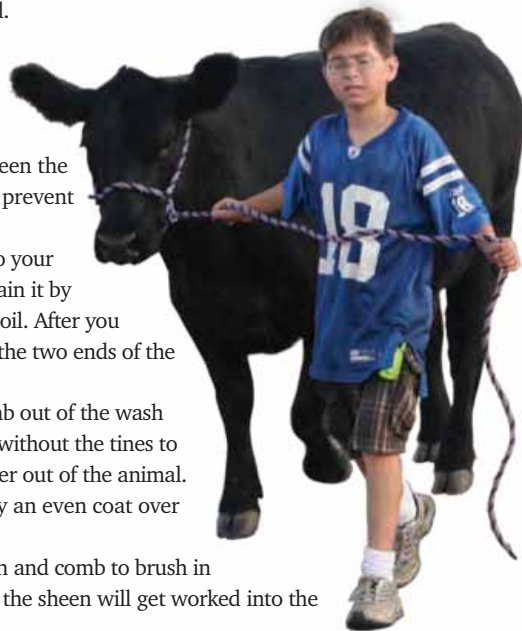 l.
een the
prevent
o your
ain it by
oil. After you
the two ends of the
mb out of the wash
without the tines to
er out of the animal.
y an even coat over
n and comb to brush in
the sheen will get worked into the
18
18